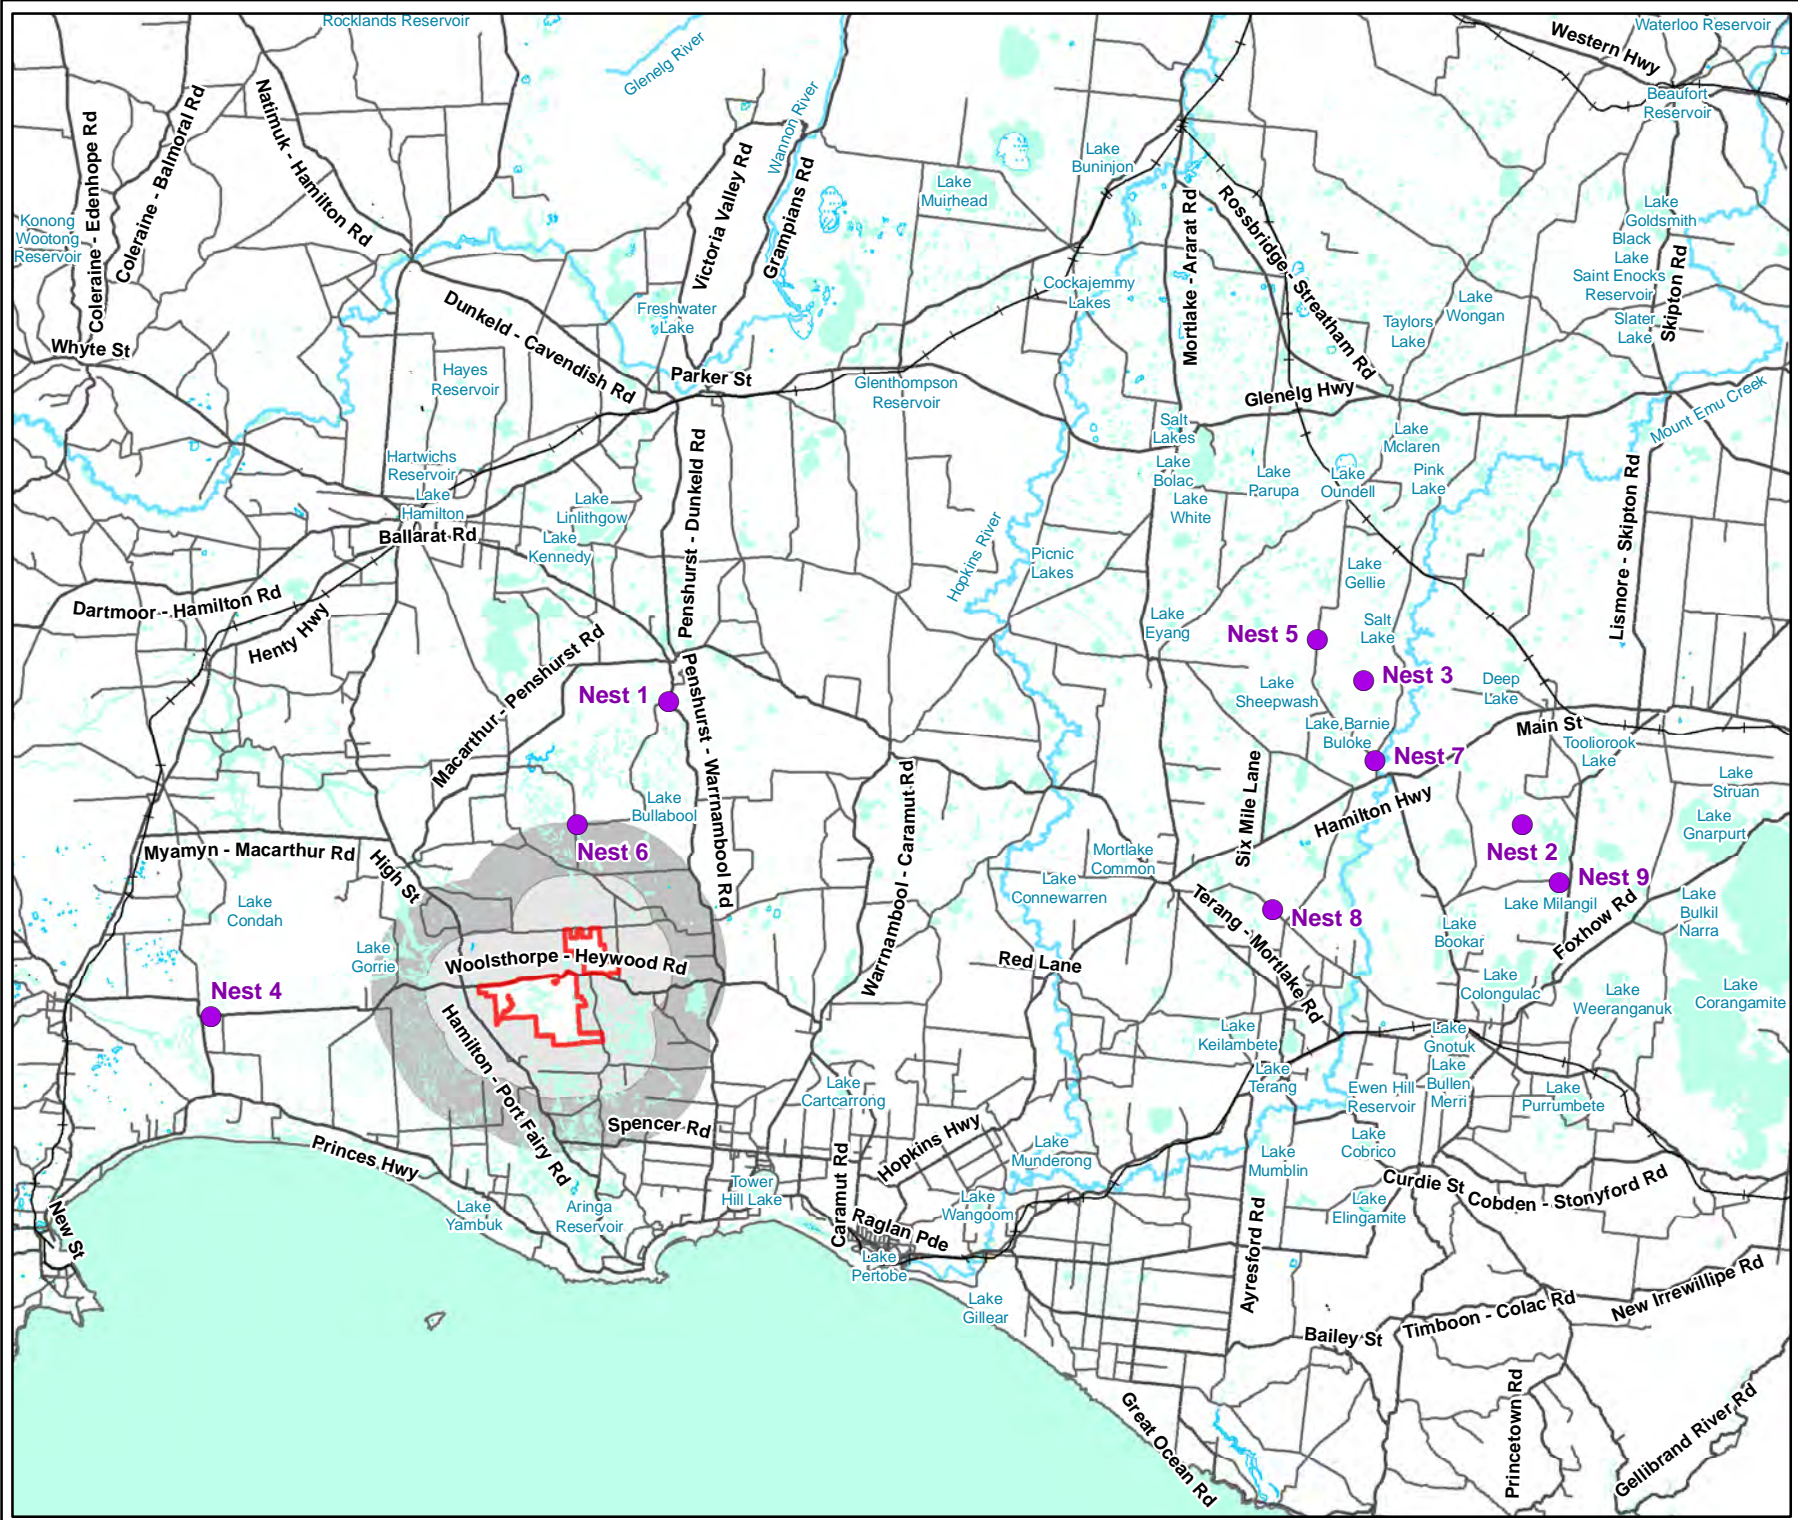 Rocklands Reservoir
Glenelg River
Wannon River
Western Hwy
Waterloo Reservoir
Beaufort
Reservoir
Coleraine - Edenhope Rd
Coleraine - Balmoral Rd
Natimuk - Hamilton Rd
Victoria Valley Rd
Grampians Rd
Lake
Buninjon
Lake
Muirhead
Mortlake - Ararat Rd
Rossbridge - Streatham Rd
Konong
Wootong
Reservoir
Lake
Goldsmith
Black
Lake
Saint Enocks
Reservoir
Slater
Lake
Skipton Rd
Cockajemmy
Lakes
Lake
Wongan
Taylors
Lake
Freshwater
Lake
Dunkeld - Cavendish Rd
Whyte St
Hayes
Reservoir
Parker St
Glenthompson
Reservoir
Glenelg Hwy
Mount Emu Creek
Salt
Lakes
Lake
Mclaren
Hartwichs
Reservoir
Lake
Hamilton
Ballarat Rd
Lake
Linlithgow
Lake
Kennedy
Penshurst - Dunkeld Rd
Lake
Bolac
Lake
White
Lake
Parupa
Lake
Oundell
Pink
Lake
Lismore - Skipton Rd
Hopkins River
Picnic
Lakes
Lake
Gellie
Dartmoor - Hamilton Rd
Henty Hwy
Lake
Eyang
Nest 5
Salt
Lake
Macarthur - Penshurst Rd
Nest 1
Penshurst - Warrnambool Rd
Lake
Sheepwash
Nest 3
Deep
Lake
Lake Barnie
Buloke
Main St
Tooliorook
Lake
Nest 7
Lake
Struan
Lake
Bullabool
Six Mile Lane
Hamilton Hwy
Lake
Gnarpurt
Warrnambool - Caramut Rd
Myamyn - Macarthur Rd
High St
Nest 6
Mortlake
Common
Nest 2
Lake
Connewarren
Nest 9
Lake Milangil
Lake
Condah
Terang - Mortlake Rd
Nest 8
Lake
Bookar
Foxhow Rd
Lake
Bulkil
Narra
Lake
Gorrie
Woolsthorpe - Heywood Rd
Red Lane
Nest 4
Lake
Colongulac
Lake
Weeranganuk
Lake
Corangamite
Hamilton - Port Fairy Rd
Lake
Keilambete
Lake
Gnotuk
Lake
Bullen
Merri
Lake
Terang
Ewen Hill
Reservoir
Lake
Purrumbete
Lake
Cartcarrong
Spencer Rd
Hopkins Hwy
Princes Hwy
Lake
Munderong
Lake
Cobrico
Lake
Mumblin
New St
Lake
Yambuk
Aringa
Reservoir
Tower
Hill Lake
Caramut Rd
Raglan Pde
Lake
Wangoom
Curdie St
Cobden - Stonyford Rd
Lake
Elingamite
Ayresford Rd
Lake
Pertobe
Lake
Gillear
New Irrewillipe Rd
Timboon - Colac Rd
Bailey St
Great Ocean Rd
Princetown Rd
Gellibrand River Rd